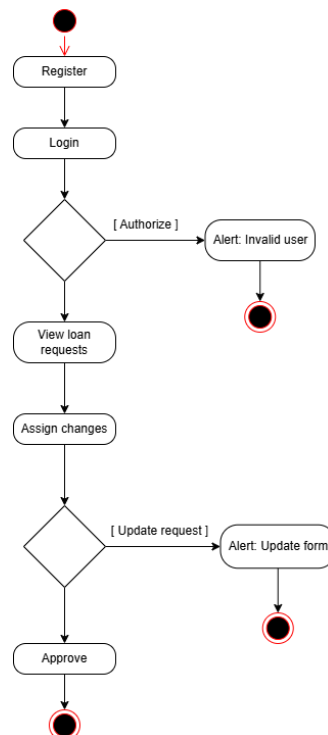 Register
Login
[ Authorize ]
Alert: Invalid user
View loan
requests
Assign changes
[ Update request ]
Alert: Update form
Approve